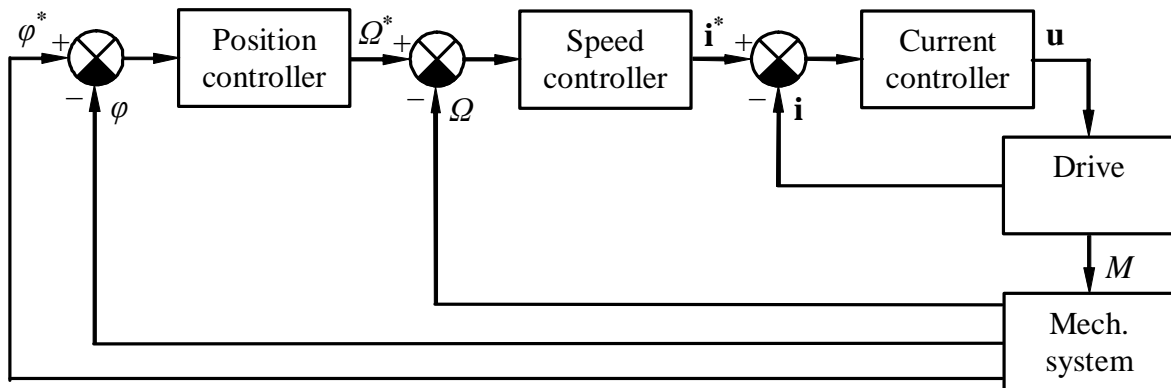 φ* + Position controller Ω* + Speed controller i* + Current controller u
− φ − Ω − i
Drive
M
Mech. system